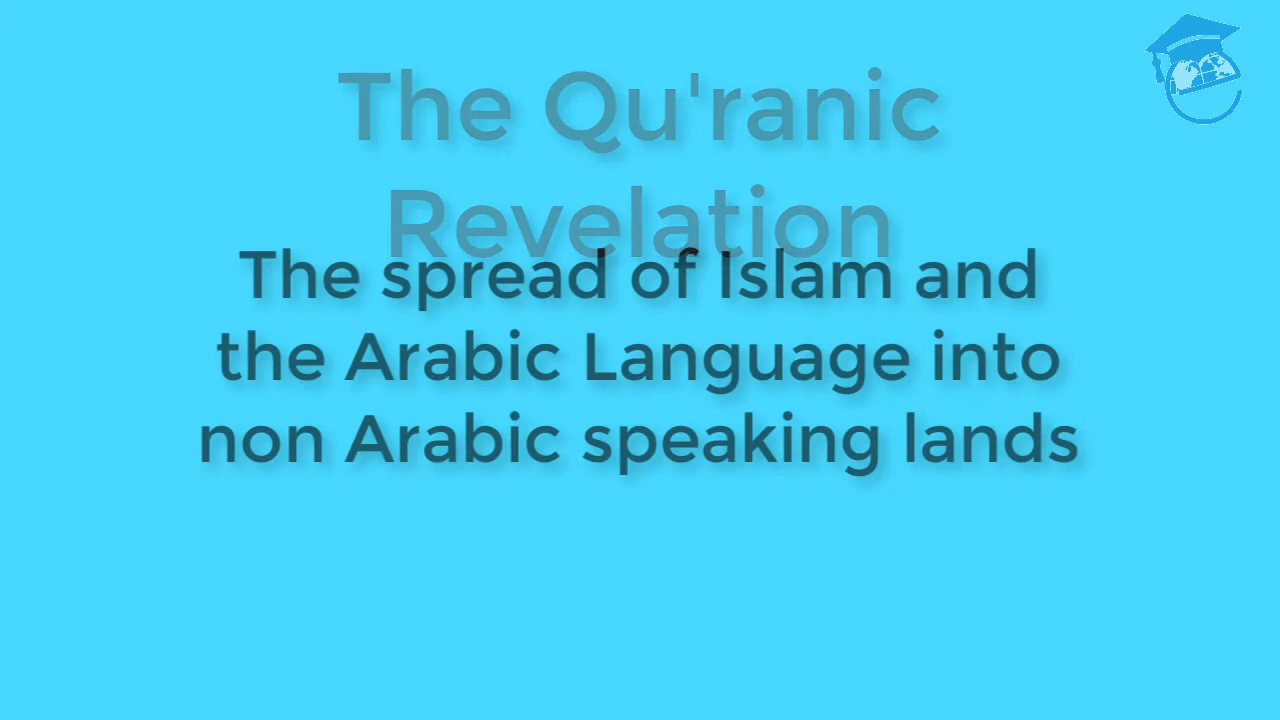 The Qu'ranic
Revelation
The spread of Islam and
the Arabic Language into
non Arabic speaking lands